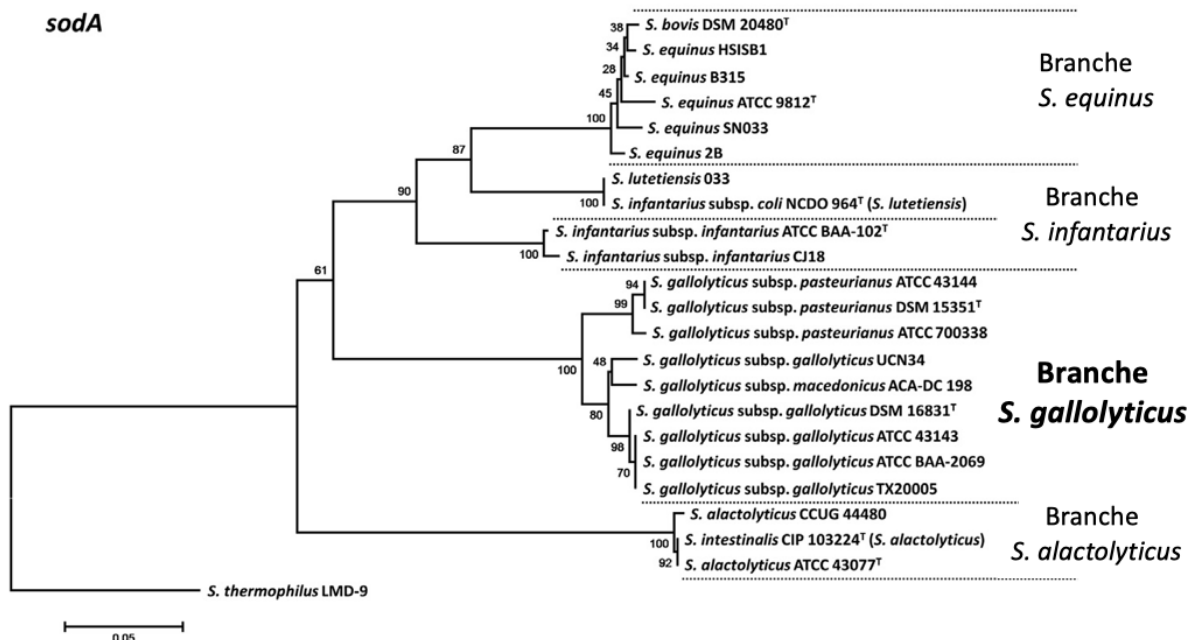 sodA
38
S. bovis DSM 20480ᵀ
34
S. equinus HSISB1
28
S. equinus B315
45
S. equinus ATCC 9812ᵀ
100
S. equinus SN033
S. equinus 2B
Branche
S. equinus
87
S. lutetiensis 033
100
S. infantarius subsp. coli NCDO 964ᵀ (S. lutetiensis)
90
S. infantarius subsp. infantarius ATCC BAA-102ᵀ
100
S. infantarius subsp. infantarius CJ18
Branche
S. infantarius
61
94
S. gallolyticus subsp. pasteurianus ATCC 43144
99
S. gallolyticus subsp. pasteurianus DSM 15351ᵀ
S. gallolyticus subsp. pasteurianus ATCC 700338
100
48
S. gallolyticus subsp. gallolyticus UCN34
S. gallolyticus subsp. macedonicus ACA-DC 198
80
S. gallolyticus subsp. gallolyticus DSM 16831ᵀ
98
S. gallolyticus subsp. gallolyticus ATCC 43143
70
S. gallolyticus subsp. gallolyticus ATCC BAA-2069
S. gallolyticus subsp. gallolyticus TX20005
Branche
S. gallolyticus
S. alactolyticus CCUG 44480
100
S. intestinalis CIP 103224ᵀ (S. alactolyticus)
92
S. alactolyticus ATCC 43077ᵀ
Branche
S. alactolyticus
S. thermophilus LMD-9
0.05